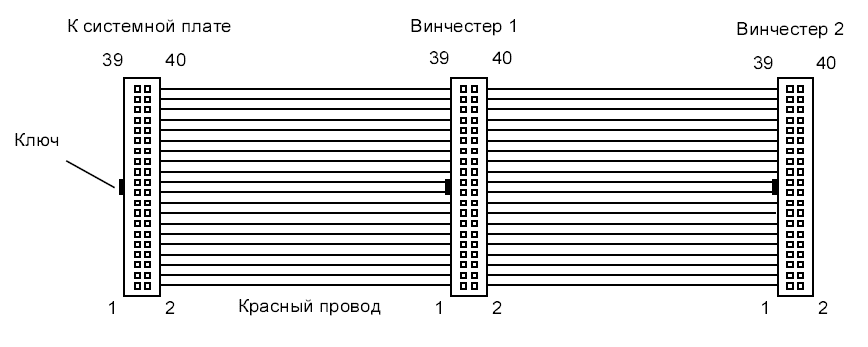 К системной плате
Винчестер 1
Винчестер 2
39 40
39 40
39 40
Ключ
1 2
Красный провод
1 2
1 2